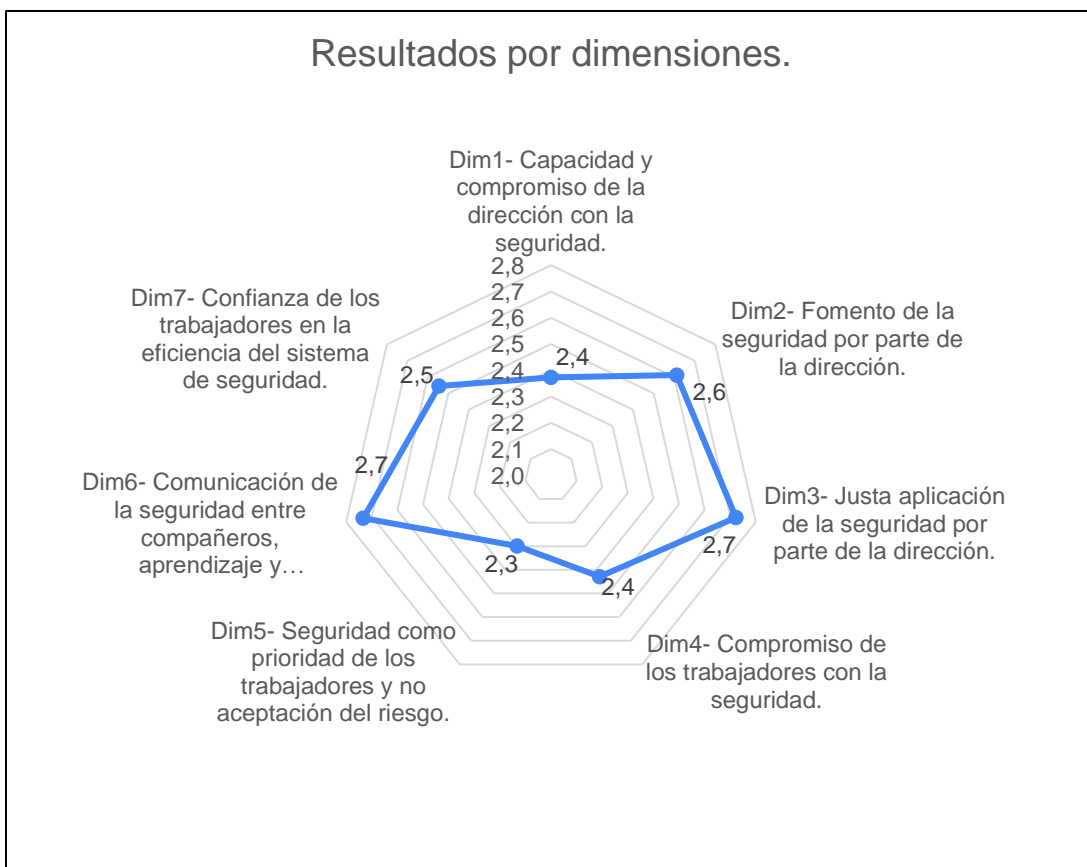 Resultados por dimensiones.
Dim1- Capacidad y
compromiso de la
dirección con la
seguridad.
Dim2- Fomento de la
seguridad por parte de
la dirección.
Dim3- Justa aplicación
de la seguridad por
parte de la dirección.
Dim4- Compromiso de
los trabajadores con la
seguridad.
Dim5- Seguridad como
prioridad de los
trabajadores y no
aceptación del riesgo.
Dim6- Comunicación de
la seguridad entre
compañeros,
aprendizaje y…
Dim7- Confianza de los
trabajadores en la
eficiencia del sistema
de seguridad.
2,8
2,7
2,6
2,5
2,4
2,3
2,2
2,1
2,0
2,4
2,6
2,7
2,4
2,3
2,7
2,5